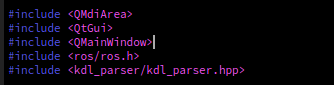 #include <QMdiArea>
#include <QtGui>
#include <QMainWindow>
#include <ros/ros.h>
#include <kdl_parser/kdl_parser.hpp>